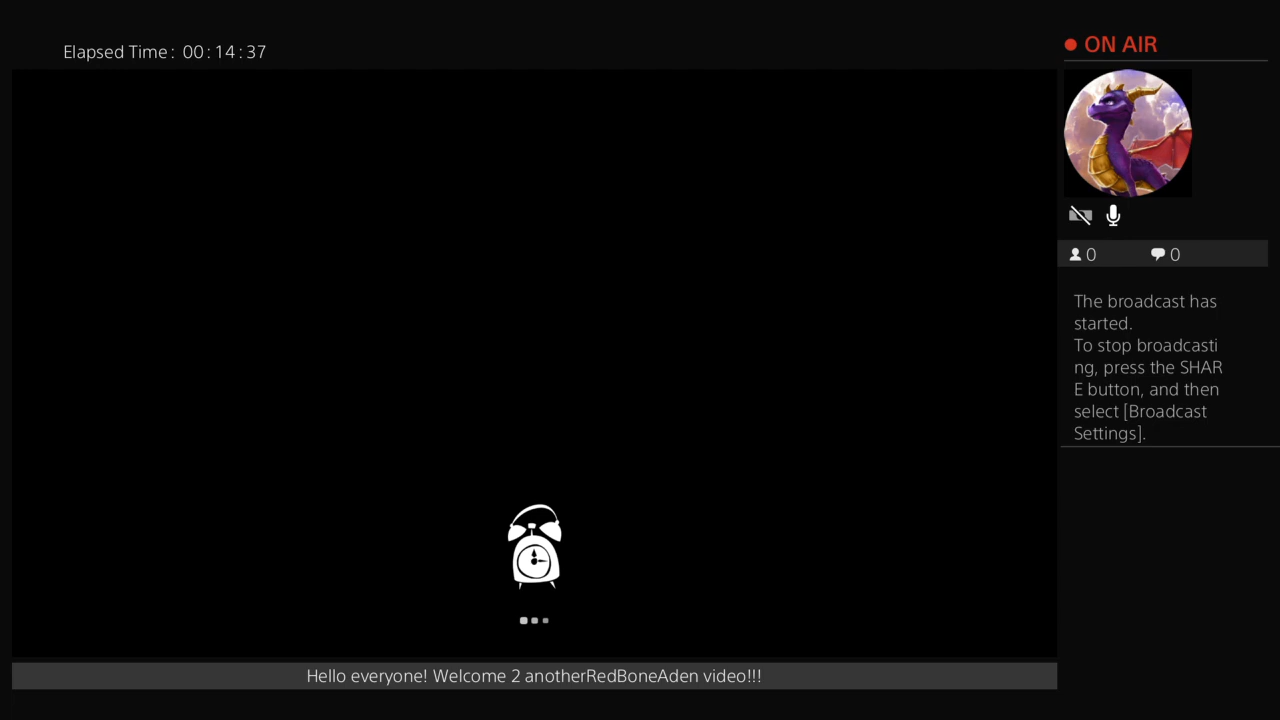 Elapsed Time: 00:14:37
ON AIR
0
0
The broadcast has
started.
To stop broadcasti
ng, press the SHAR
E button, and then
select [Broadcast
Settings].
Hello everyone! Welcome 2 anotherRedBoneAden video!!!